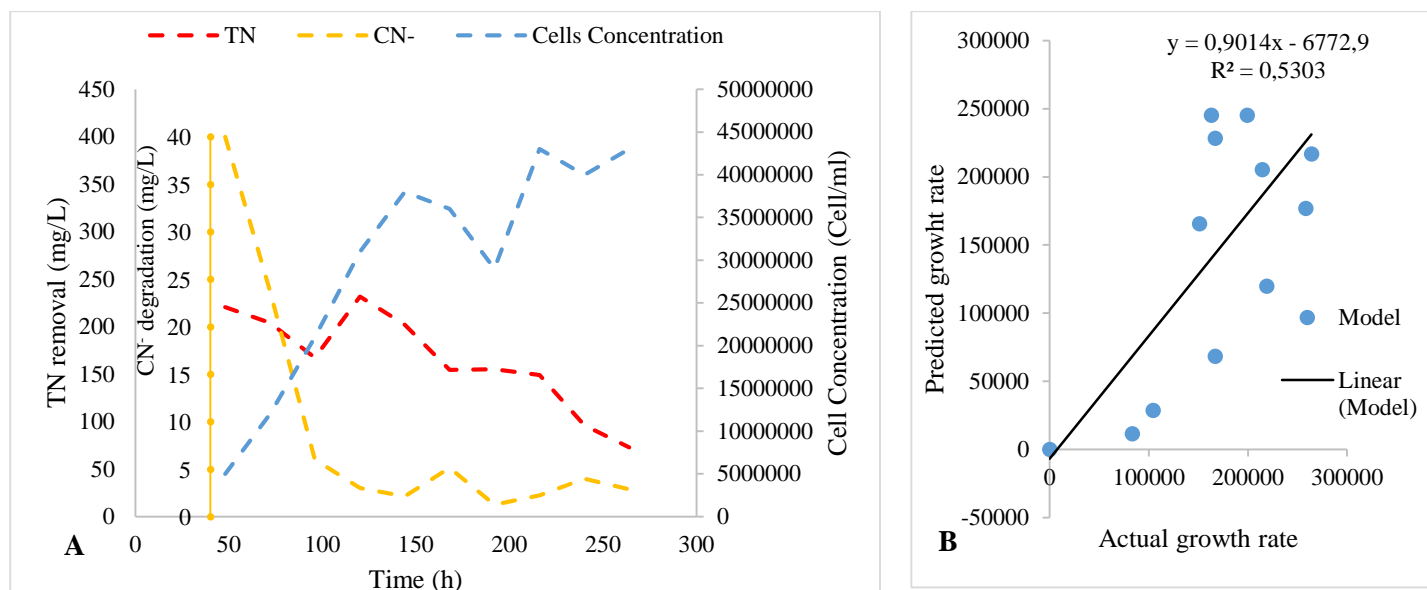 TN CN- Cells Concentration
TN removal (mg/L)
450
400
350
300
250
200
150
100
50
0
CN- degradation (mg/L)
40
35
30
25
20
15
10
5
0
50000000
45000000
40000000
35000000
30000000
25000000
20000000
15000000
10000000
5000000
0
Cell Concentration (Cell/ml)
0 50 100 150 200 250 300
Time (h)
A
y = 0,9014x - 6772,9
R² = 0,5303
Predicted growht rate
300000
250000
200000
150000
100000
50000
0
-50000
0 100000 200000 300000
Actual growth rate
Model
Linear
(Model)
B